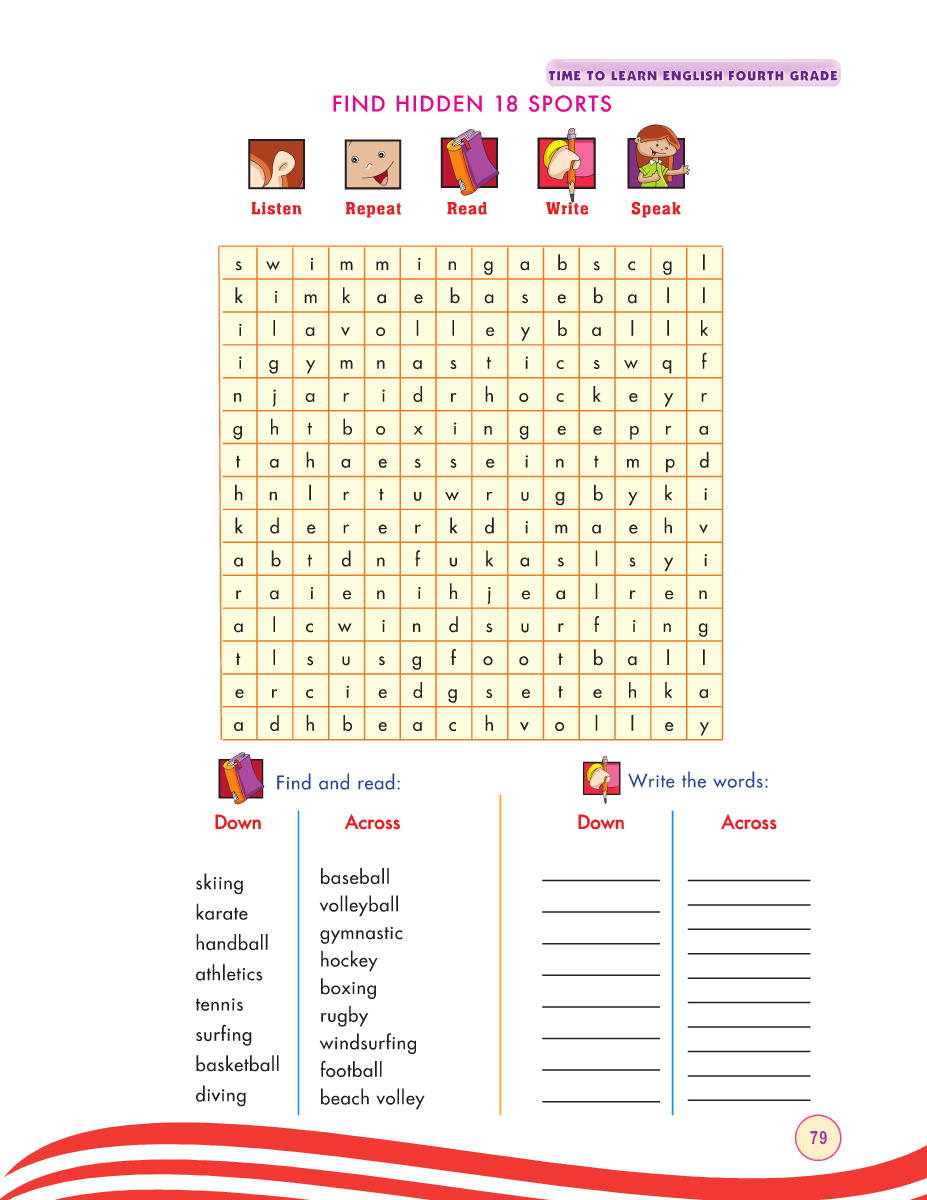 TIME TO LEARN ENGLISH FOURTH GRADE
FIND HIDDEN 18 SPORTS
Listen Repeat Read Write Speak
s w i m m i n g a b s c g l
k i m k a e b a s e b a l l
i l a v o l l e y b a l l k
i g y m n a s t i c s w q f
n j a r i d r h o c k e y r
g h t b o x i n g e e p r a
t a h a e s s e i n t m p d
h n l r t u w r u g b y k i
k d e r e r k d i m a e h v
a b t d n f u k a s l s y i
r a i e n i h j e a l r e n
a l c w i n d s u r f i n g
t l s u s g f o o t b a l l
e r c i e d g s e t e h k a
a d h b e a c h v o l l e y
Find and read:
Down Across
skiing
karate
handball
athletics
tennis
surfing
basketball
diving
baseball
volleyball
gymnastic
hockey
boxing
rugby
windsurfing
football
beach volley
Write the words:
Down Across
79